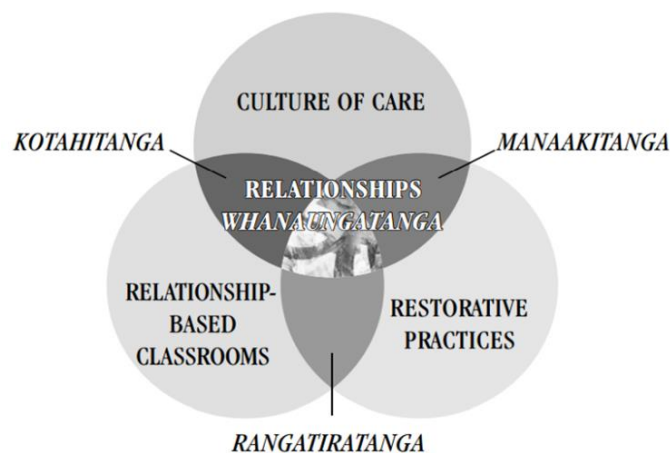 CULTURE OF CARE
KOTAHITANGA
MANAAKITANGA
RELATIONSHIPS
WHANAUNGATANGA
RELATIONSHIP-
BASED
CLASSROOMS
RESTORATIVE
PRACTICES
RANGATIRATANGA